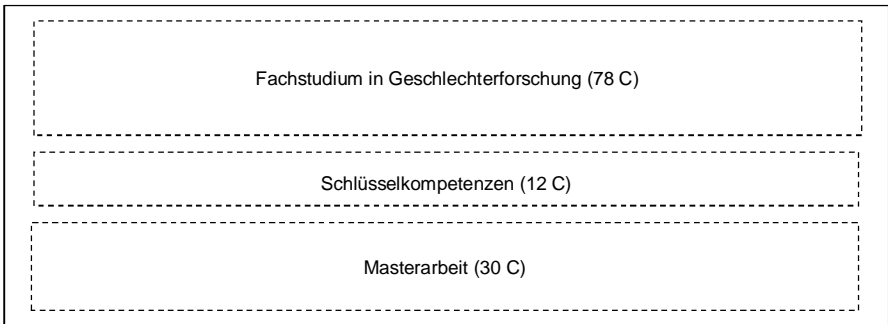 Fachstudium in Geschlechterforschung (78 C)
Schlüsselkompetenzen (12 C)
Masterarbeit (30 C)